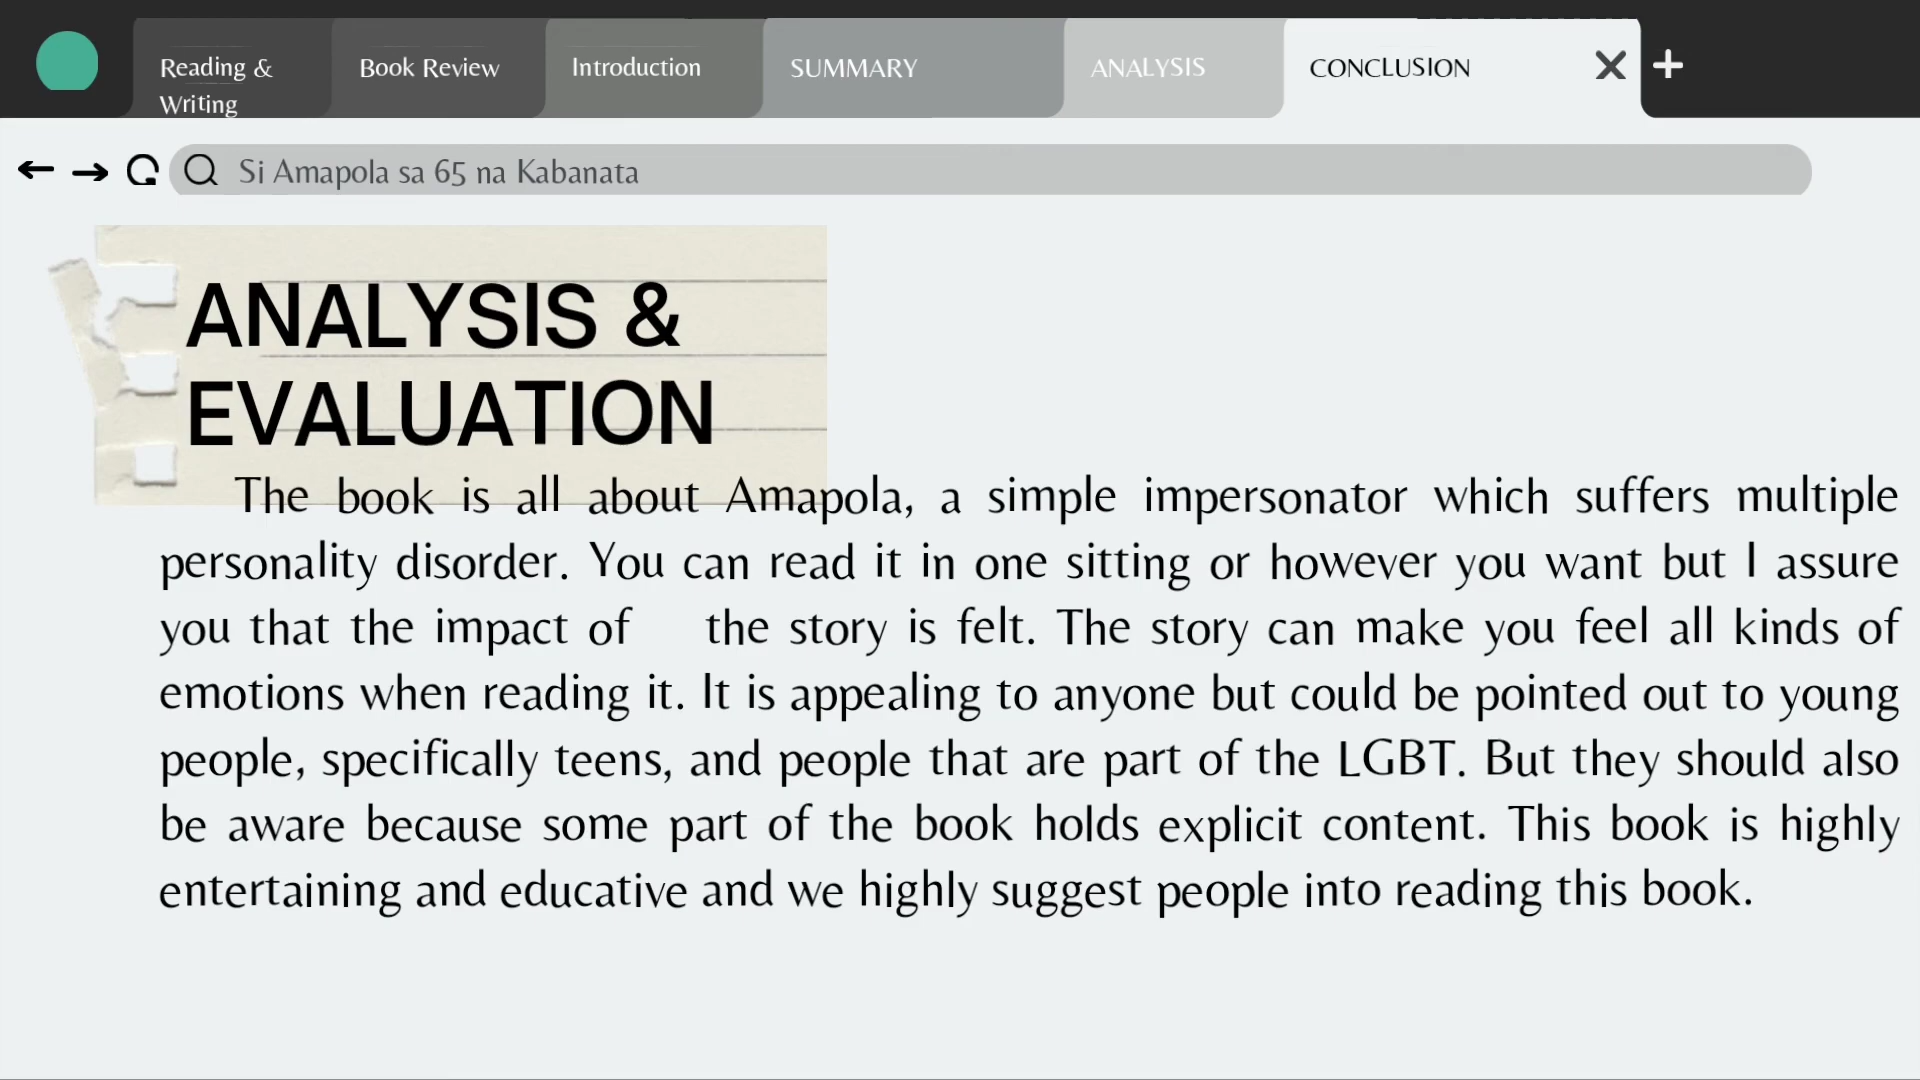 Reading &
Writing
Book Review
Introduction
SUMMARY
ANALYSIS
CONCLUSION
Si Amapola sa 65 na Kabanata
ANALYSIS &
EVALUATION
The book is all about Amapola, a simple impersonator which suffers multiple
personality disorder. You can read it in one sitting or however you want but I assure
you that the impact of the story is felt. The story can make you feel all kinds of
emotions when reading it. It is appealing to anyone but could be pointed out to young
people, specifically teens, and people that are part of the LGBT. But they should also
be aware because some part of the book holds explicit content. This book is highly
entertaining and educative and we highly suggest people into reading this book.